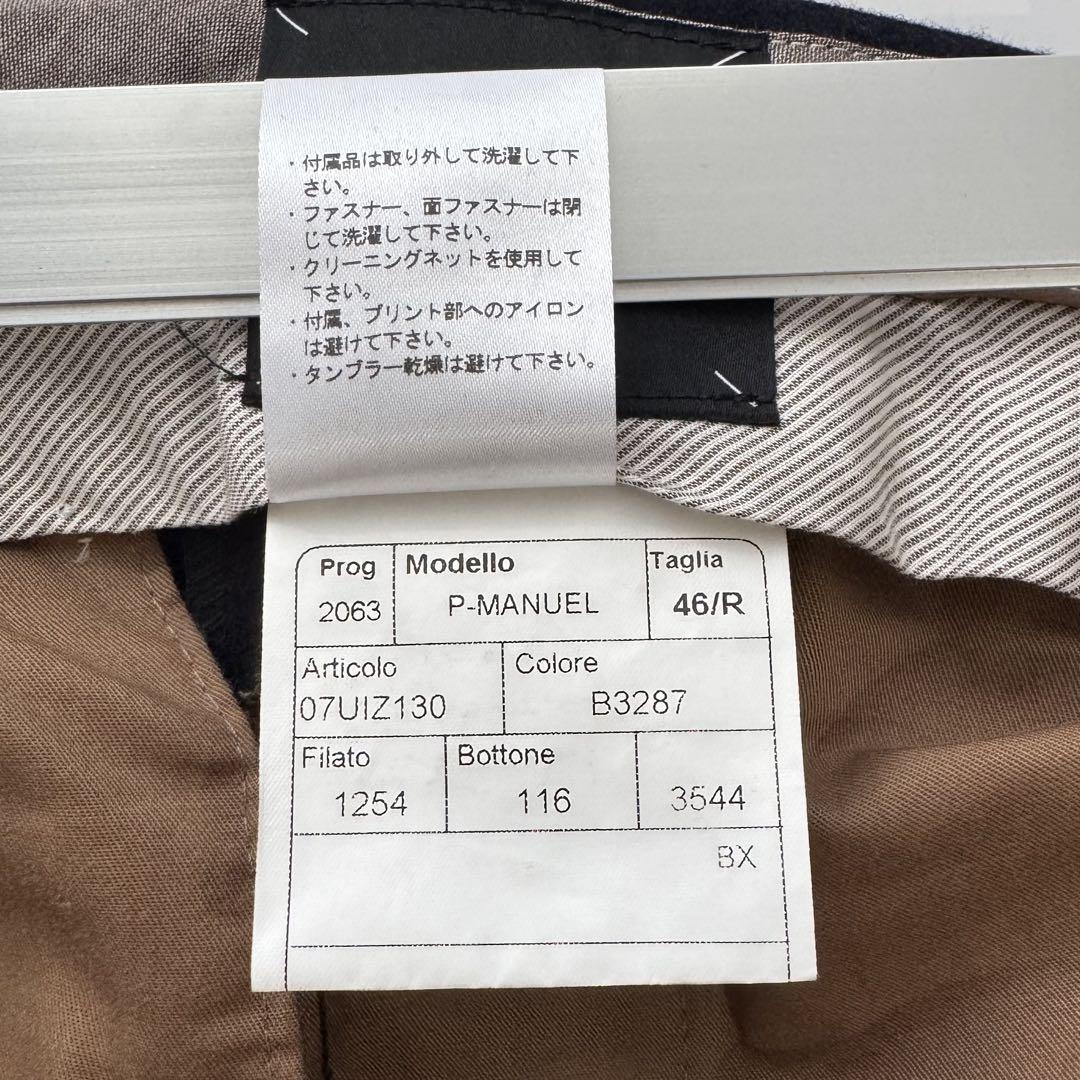 ・付属品は取り外して洗濯して下
さい。
・ファスナー、面ファスナーは閉
じて洗濯して下さい。
・クリーニングネットを使用して
下さい。
・付属、プリント部へのアイロン
は避けて下さい。
・タンブラー乾燥は避けて下さい。
Prog Modello Taglia
2063 P-MANUEL 46/R
Articolo Colore
07UIZ130 B3287
Filato Bottone
1254 116 3544
BX